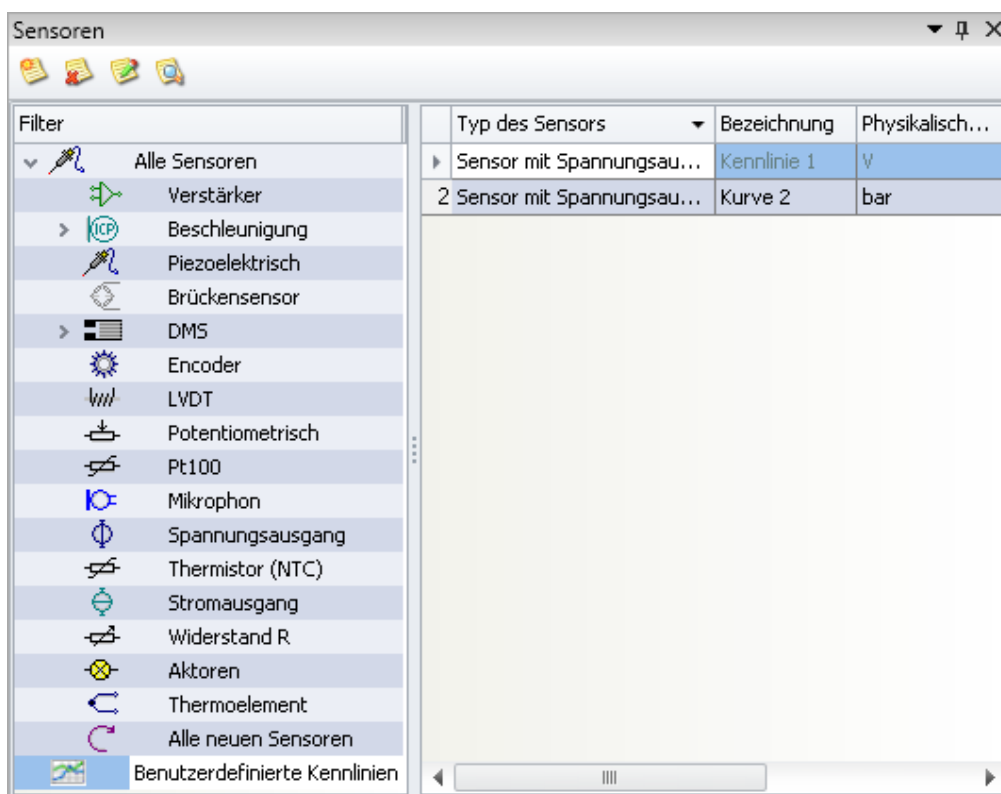 Sensoren
Filter
Typ des Sensors Bezeichnung Physikalisch...
Alle Sensoren
Sensor mit Spannungsau... Kennlinie 1 V
Verstärker
2 Sensor mit Spannungsau... Kurve 2 bar
ICP Beschleunigung
Piezoelektrisch
Brückensensor
DMS
Encoder
LVDT
Potentiometrisch
Pt100
Mikrophon
Spannungsausgang
Thermistor (NTC)
Stromausgang
Widerstand R
Aktoren
Thermoelement
Alle neuen Sensoren
Benutzerdefinierte Kennlinien